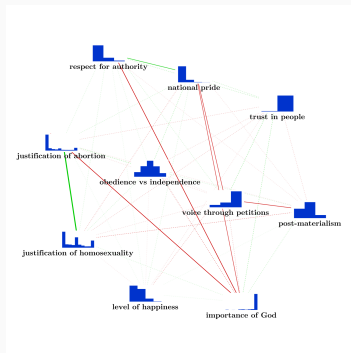 respect for authority
national pride
trust in people
justification of abortion
obedience vs independence
voice through petitions
post-materialism
justification of homosexuality
level of happiness
importance of God